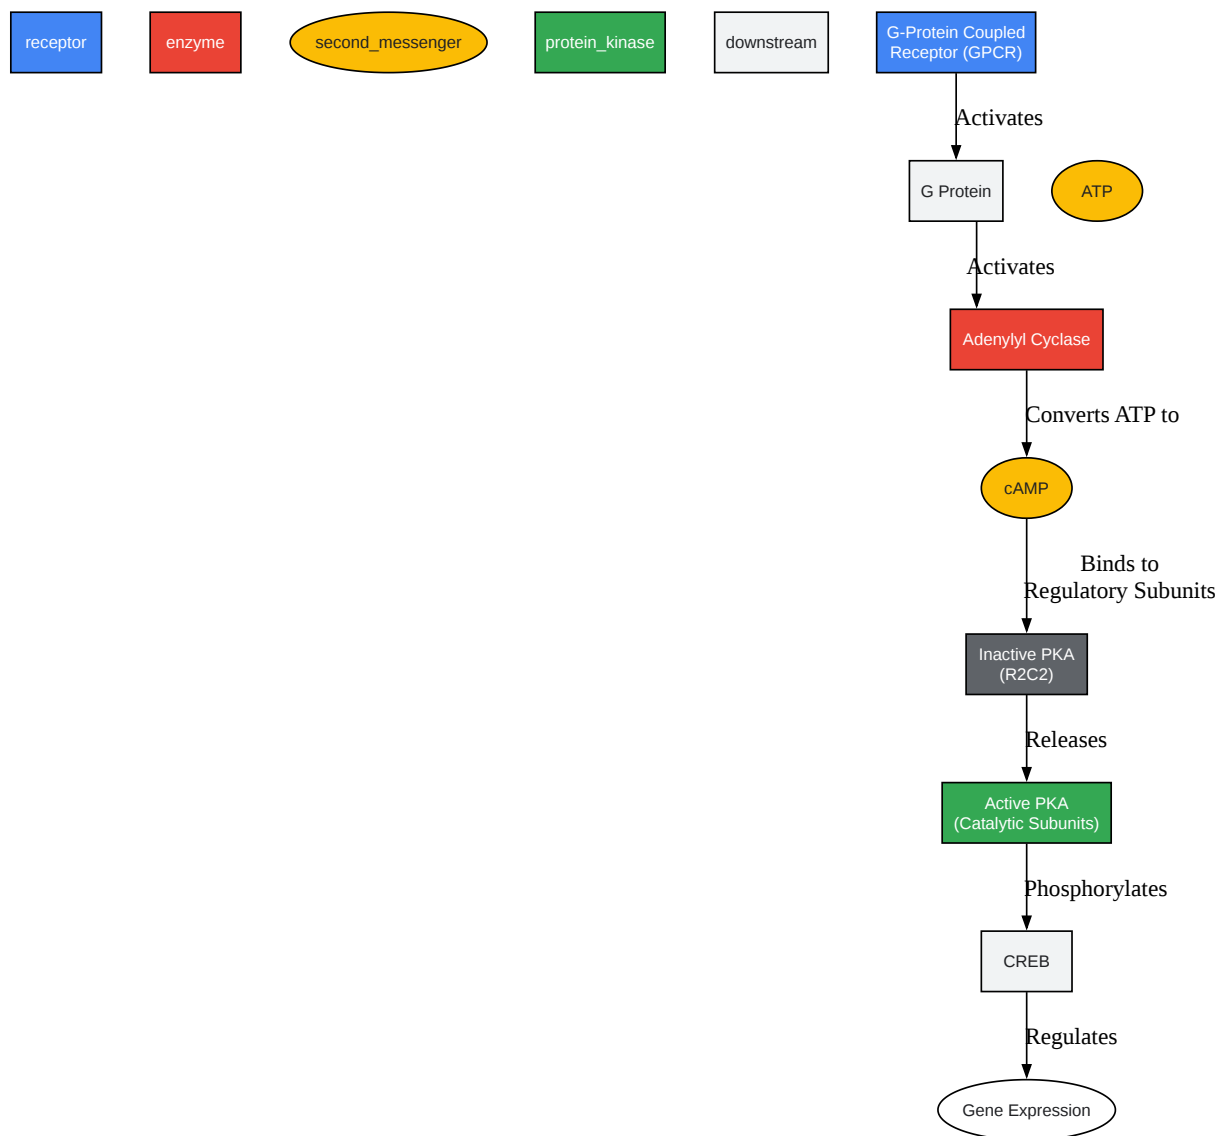 receptor
enzyme
second_messenger
protein_kinase
downstream
G-Protein Coupled
Receptor (GPCR)
Activates
G Protein
ATP
Activates
Adenylyl Cyclase
Converts ATP to
cAMP
Binds to
Regulatory Subunits
Inactive PKA
(R2C2)
Releases
Active PKA
(Catalytic Subunits)
Phosphorylates
CREB
Regulates
Gene Expression